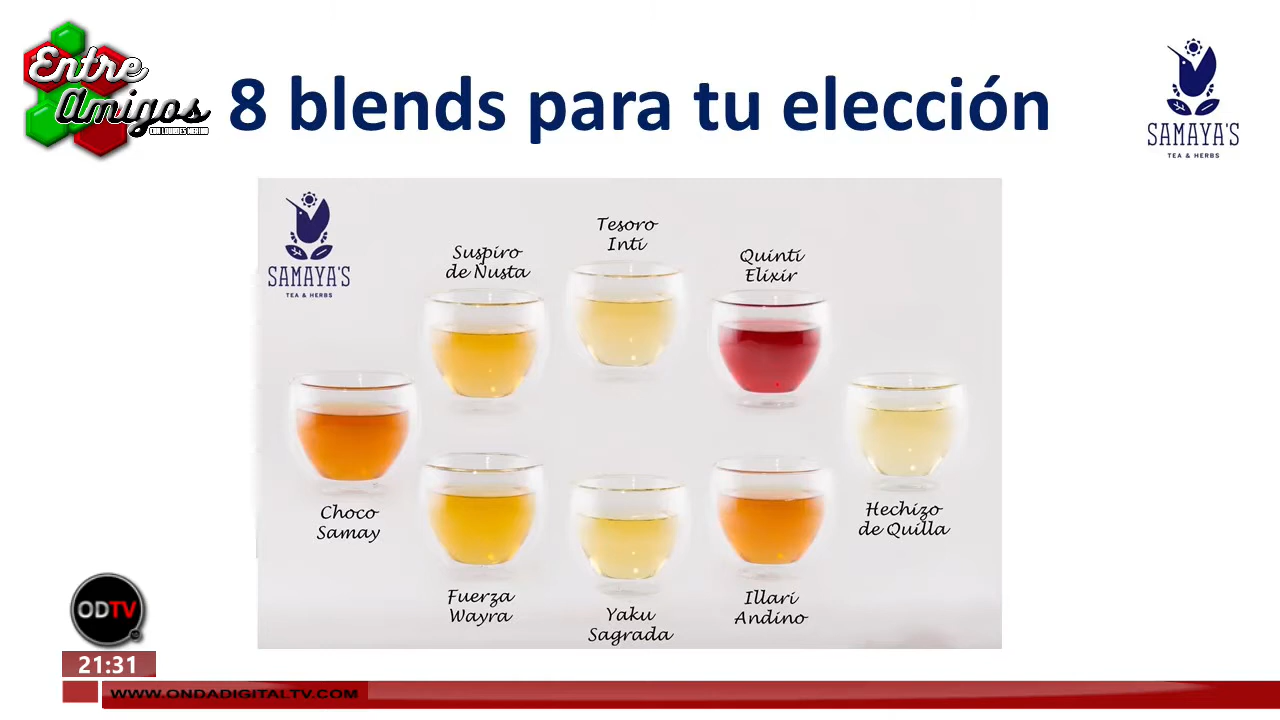 Entre
Amigos
8 blends para tu elección
SAMAYA'S
TEA & HERBS
SAMAYA'S
TEA & HERBS
Suspiro
de Nusta
Tesoro
Inti
Quinti
Elixir
Choco
Samay
Hechizo
de Quilla
Fuerza
Wayra
Yaku
Sagrada
Illari
Andino
ODTV
21:31
WWW.ONDADIGITALTV.COM